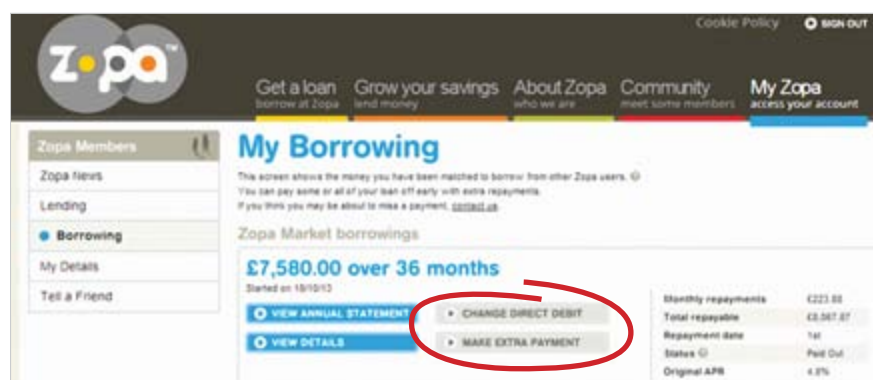 Cookie Policy SIGN OUT
zopa™
Get a loan Grow your savings About Zopa Community My Zopa
borrow at Zopa lend money who we are meet some members access your account
Zopa Members
Zopa News
Lending
Borrowing
My Details
Tell a Friend
My Borrowing
This screen shows the money you have been matched to borrow from other Zopa users.
You can pay some or all of your loan off early with extra repayments.
If you think you may be about to miss a payment, contact us.
Zopa Market borrowings
£7,580.00 over 36 months
Started on 18/10/13
VIEW ANNUAL STATEMENT CHANGE DIRECT DEBIT
VIEW DETAILS MAKE EXTRA PAYMENT
Monthly repayments £223.88
Total repayable
Repayment date 1st
Status Paid Out
Original APR 4.8%